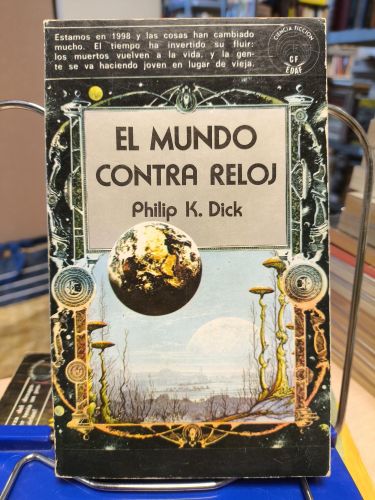 Estamos en 1998 y las cosas han cambiado
mucho. El tiempo ha invertido su fluir:
los muertos vuelven a la vida, y la gen-
te se va haciendo joven en lugar de vieja.
CIENCIA FICCION
CF
EDAF
EL MUNDO
CONTRA RELOJ
Philip K. Dick